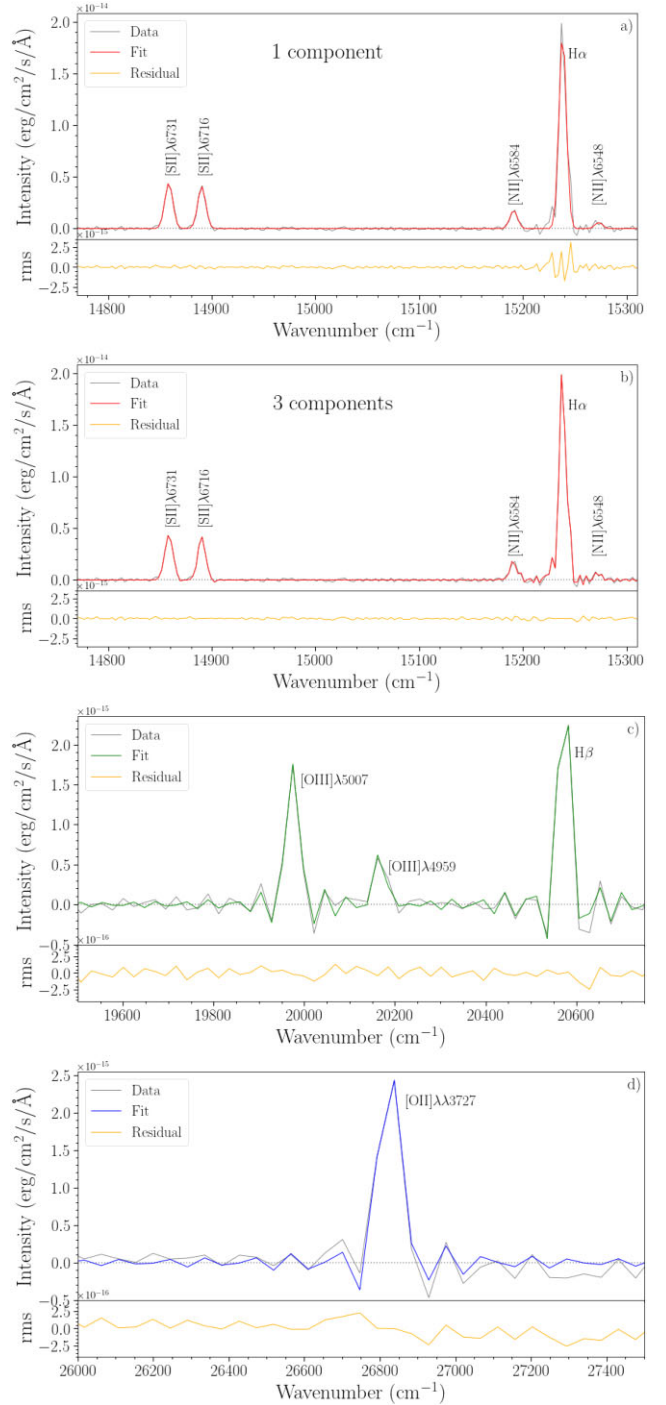 ×10⁻¹⁴
2.0
1.5
1.0
0.5
0.0
Intensity (erg/cm²/s/Å)
Data
Fit
Residual
1 component
a)
[SII]λ6731
[SII]λ6716
[NII]λ6584
Hα
[NII]λ6548
×10⁻¹⁵
2.5
0.0
−2.5
rms
14800 14900 15000 15100 15200 15300
Wavenumber (cm⁻¹)
×10⁻¹⁴
2.0
1.5
1.0
0.5
0.0
Intensity (erg/cm²/s/Å)
Data
Fit
Residual
3 components
b)
[SII]λ6731
[SII]λ6716
[NII]λ6584
Hα
[NII]λ6548
×10⁻¹⁵
2.5
0.0
−2.5
rms
14800 14900 15000 15100 15200 15300
Wavenumber (cm⁻¹)
×10⁻¹⁵
2.0
1.5
1.0
0.5
0.0
−0.5
Intensity (erg/cm²/s/Å)
Data
Fit
Residual
c)
[OIII]λ5007
[OIII]λ4959
Hβ
×10⁻¹⁶
2.5
0.0
−2.5
rms
19600 19800 20000 20200 20400 20600
Wavenumber (cm⁻¹)
×10⁻¹⁵
2.5
2.0
1.5
1.0
0.5
0.0
−0.5
Intensity (erg/cm²/s/Å)
Data
Fit
Residual
d)
[OII]λλ3727
×10⁻¹⁶
2.5
0.0
−2.5
rms
26000 26200 26400 26600 26800 27000 27200 27400
Wavenumber (cm⁻¹)